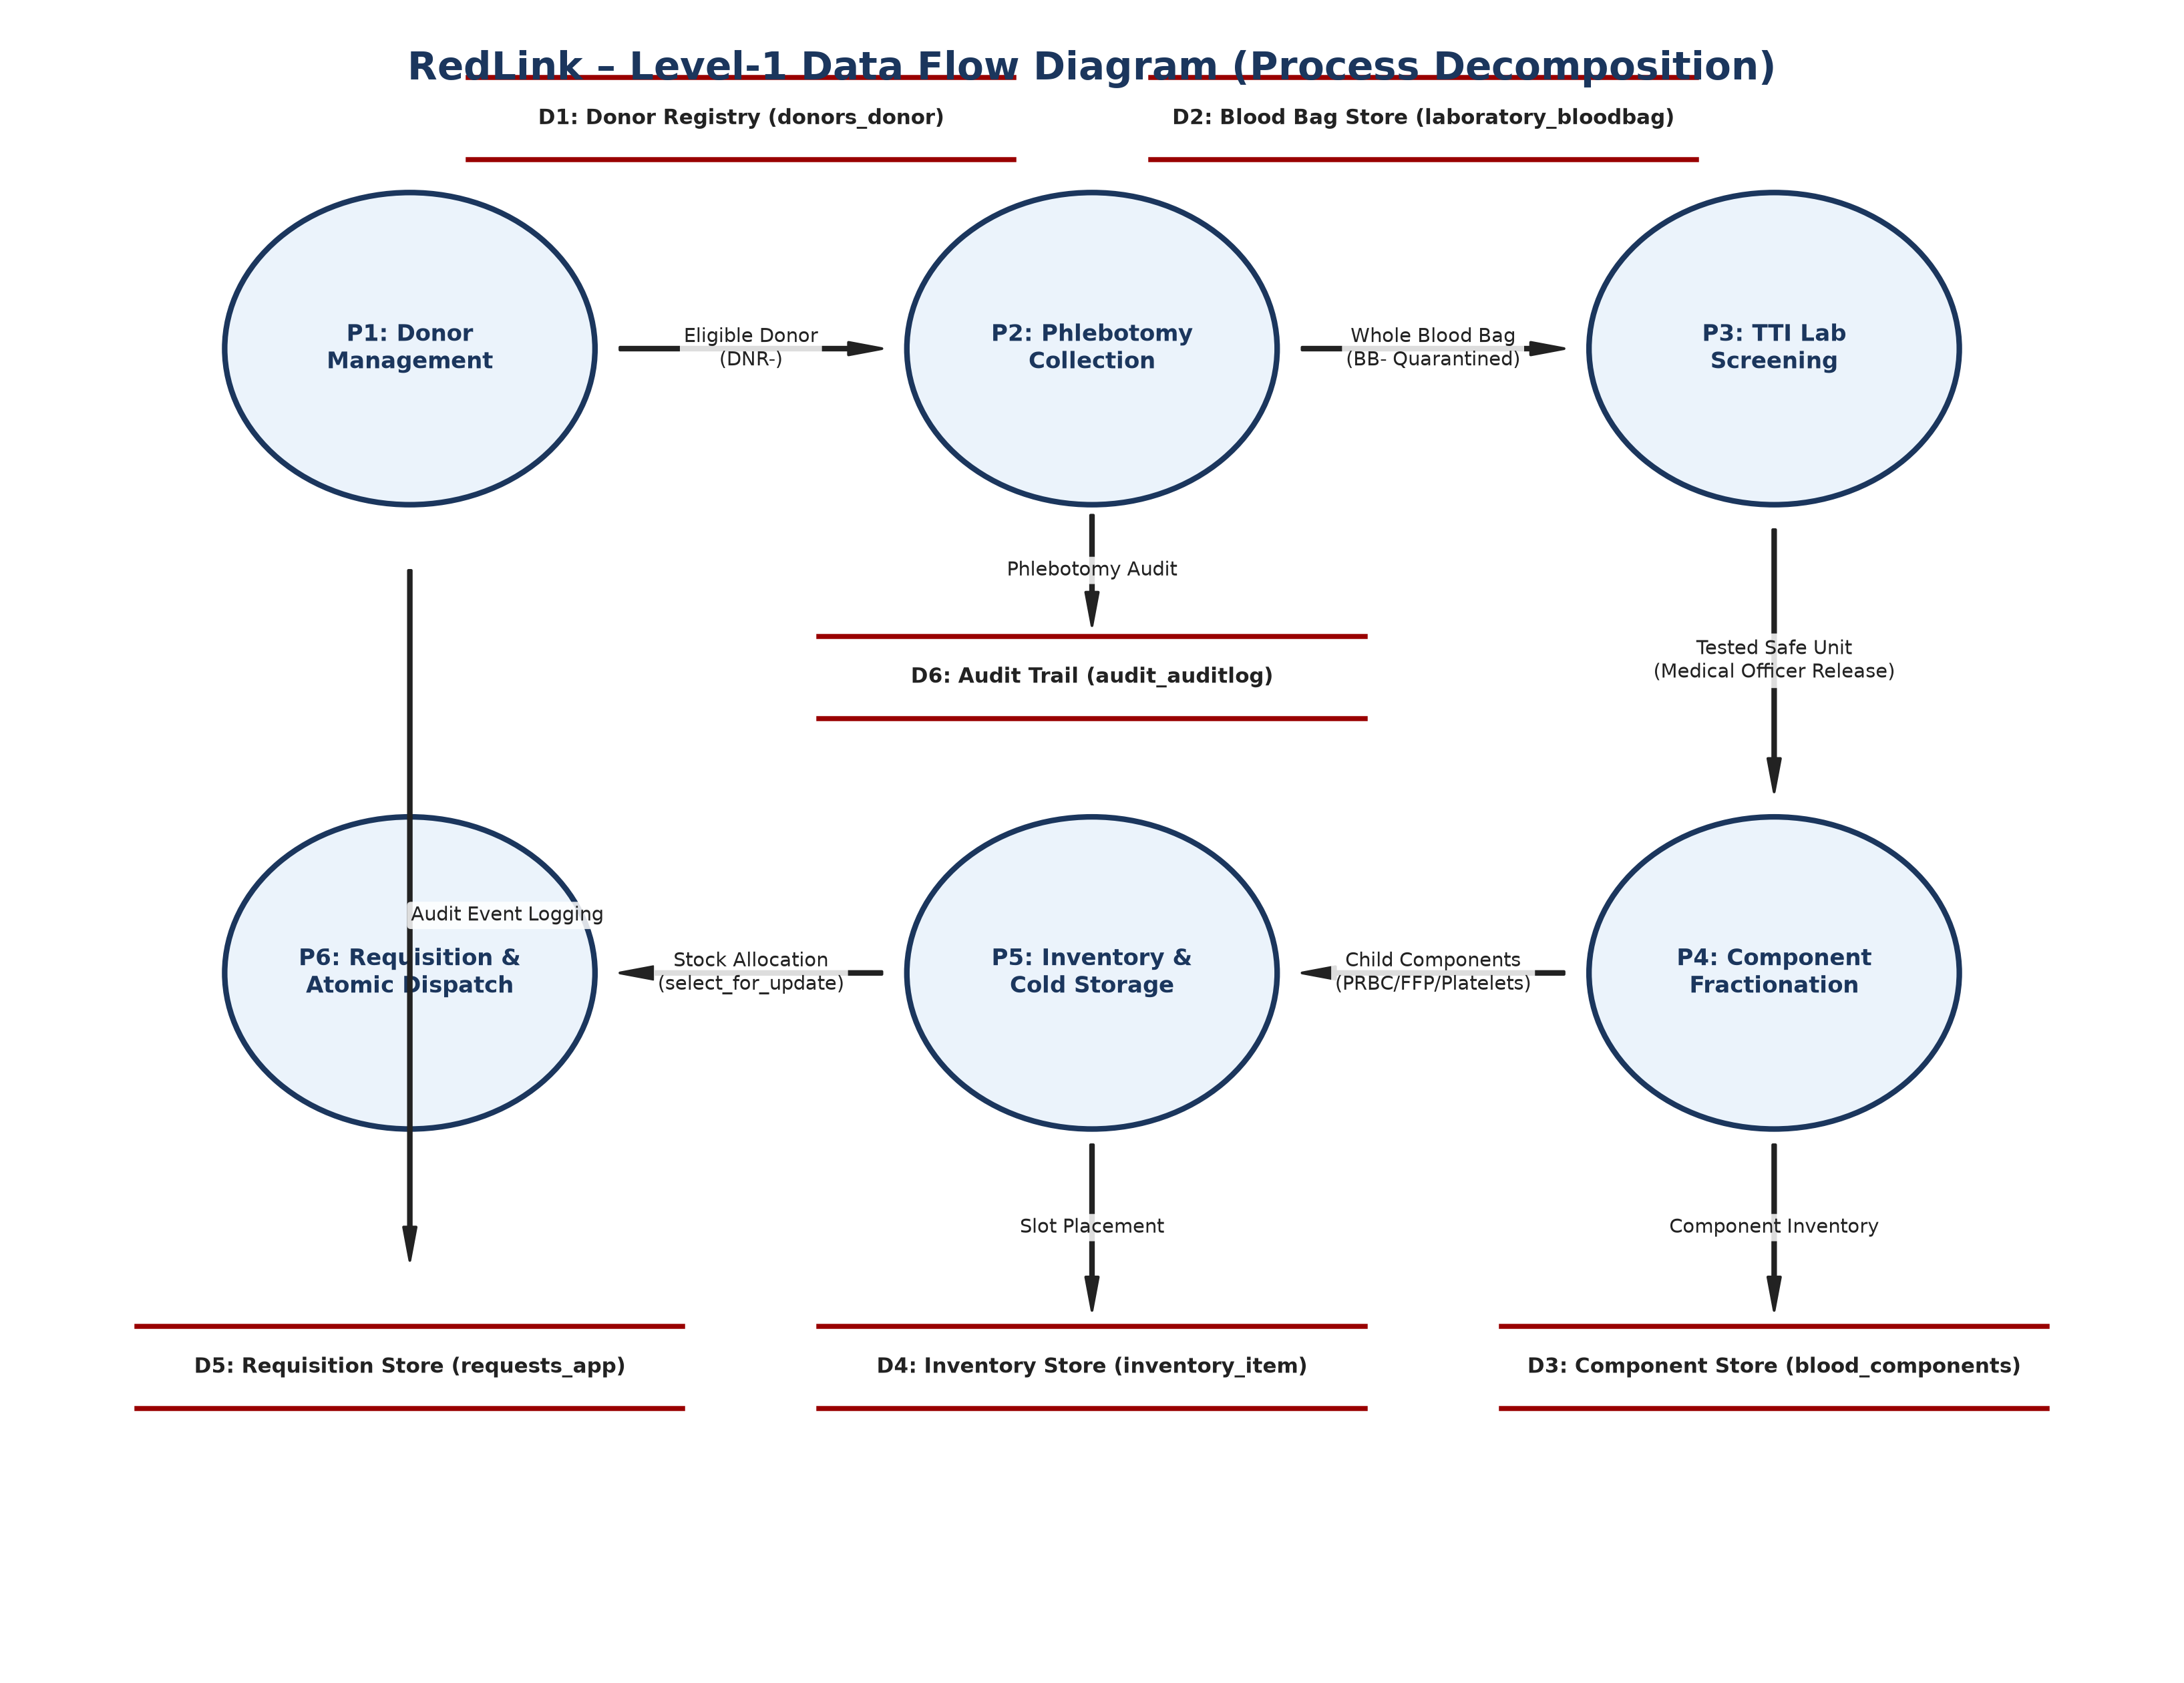 RedLink – Level-1 Data Flow Diagram (Process Decomposition)
D1: Donor Registry (donors_donor)
D2: Blood Bag Store (laboratory_bloodbag)
P1: Donor
Management
Eligible Donor
(DNR-)
P2: Phlebotomy
Collection
Whole Blood Bag
(BB- Quarantined)
P3: TTI Lab
Screening
Phlebotomy Audit
D6: Audit Trail (audit_auditlog)
Tested Safe Unit
(Medical Officer Release)
Audit Event Logging
P6: Requisition &
Atomic Dispatch
Stock Allocation
(select_for_update)
P5: Inventory &
Cold Storage
Child Components
(PRBC/FFP/Platelets)
P4: Component
Fractionation
Slot Placement
Component Inventory
D5: Requisition Store (requests_app)
D4: Inventory Store (inventory_item)
D3: Component Store (blood_components)